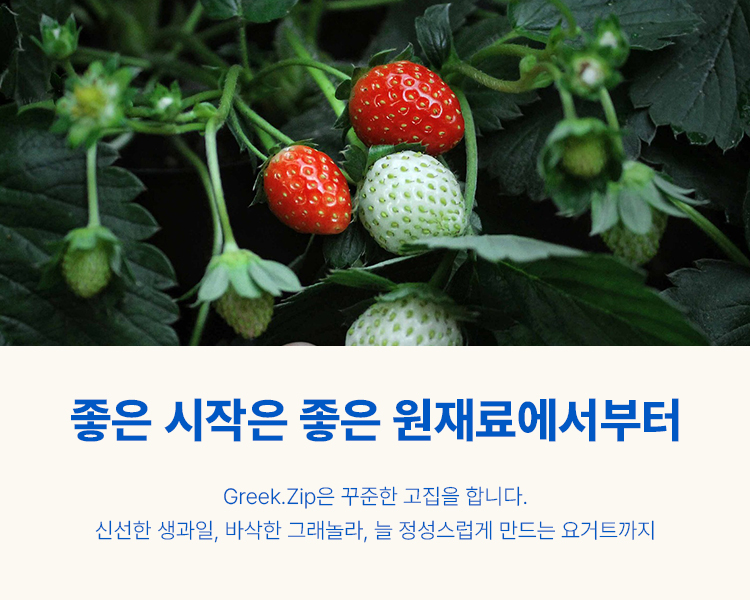 좋은 시작은 좋은 원재료에서부터
Greek.Zip은 꾸준한 고집을 합니다.
신선한 생과일, 바삭한 그래놀라, 늘 정성스럽게 만드는 요거트까지